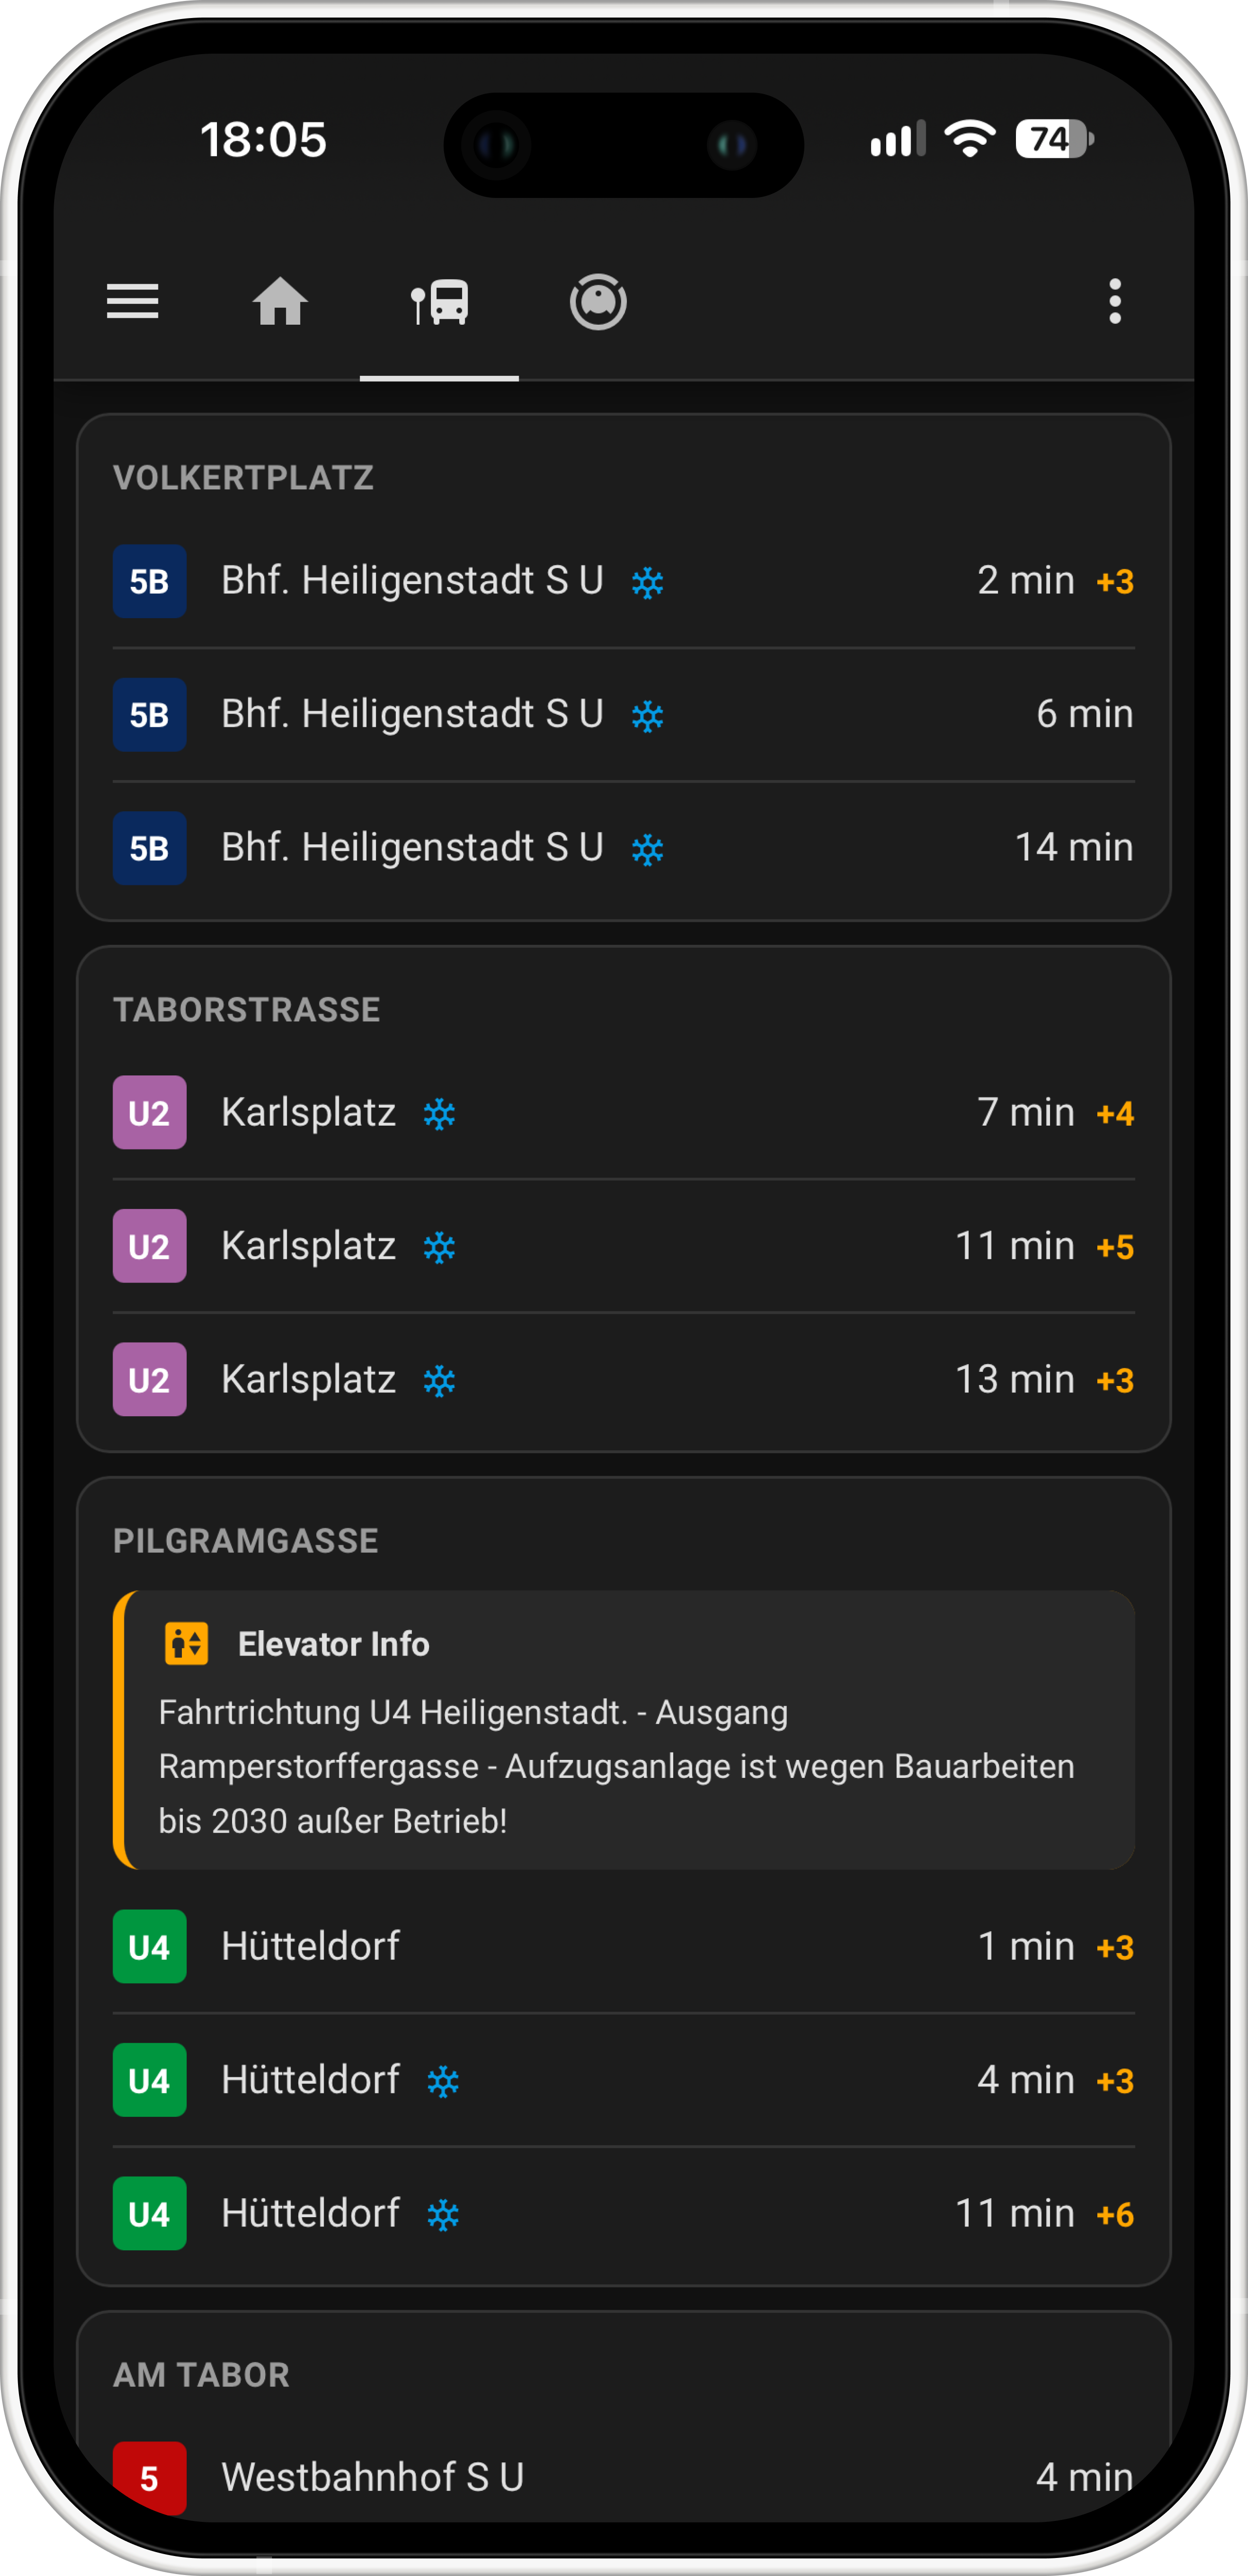 18:05
74
VOLKERTPLATZ
5B Bhf. Heiligenstadt S U 2 min +3
5B Bhf. Heiligenstadt S U 6 min
5B Bhf. Heiligenstadt S U 14 min
TABORSTRASSE
U2 Karlsplatz 7 min +4
U2 Karlsplatz 11 min +5
U2 Karlsplatz 13 min +3
PILGRAMGASSE
Elevator Info
Fahrtrichtung U4 Heiligenstadt. - Ausgang
Ramperstorffergasse - Aufzugsanlage ist wegen Bauarbeiten
bis 2030 außer Betrieb!
U4 Hütteldorf 1 min +3
U4 Hütteldorf 4 min +3
U4 Hütteldorf 11 min +6
AM TABOR
5 Westbahnhof S U 4 min